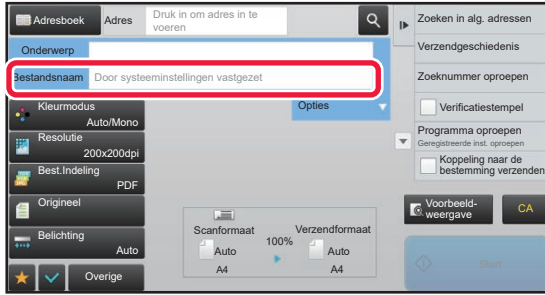 Adresboek
Adres
Druk in om adres in te
voeren
Onderwerp
Bestandsnaam
Door systeeminstellingen vastgezet
Opties
Kleurmodus
Auto/Mono
Resolutie
200x200dpi
Best.Indeling
PDF
Origineel
Belichting
Auto
Overige
Scanformaat
Auto
A4
100%
Verzendformaat
Auto
A4
Zoeken in alg. adressen
Verzendgeschiedenis
Zoeknummer oproepen
Verificatiestempel
Programma oproepen
Geregistreerde inst. oproepen
Koppeling naar de
bestemming verzenden
Voorbeeld-
weergave
CA
Start